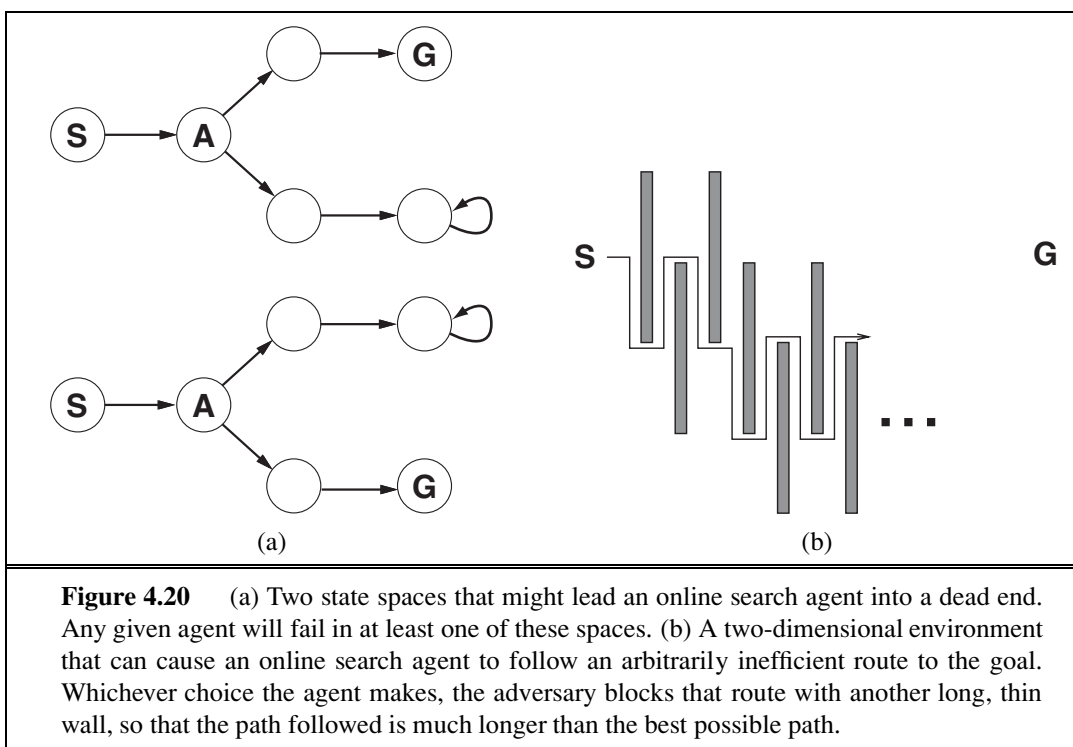 G
S
A
S
G
S
A
G
(a)
(b)
Figure 4.20 (a) Two state spaces that might lead an online search agent into a dead end.
Any given agent will fail in at least one of these spaces. (b) A two-dimensional environment
that can cause an online search agent to follow an arbitrarily inefficient route to the goal.
Whichever choice the agent makes, the adversary blocks that route with another long, thin
wall, so that the path followed is much longer than the best possible path.